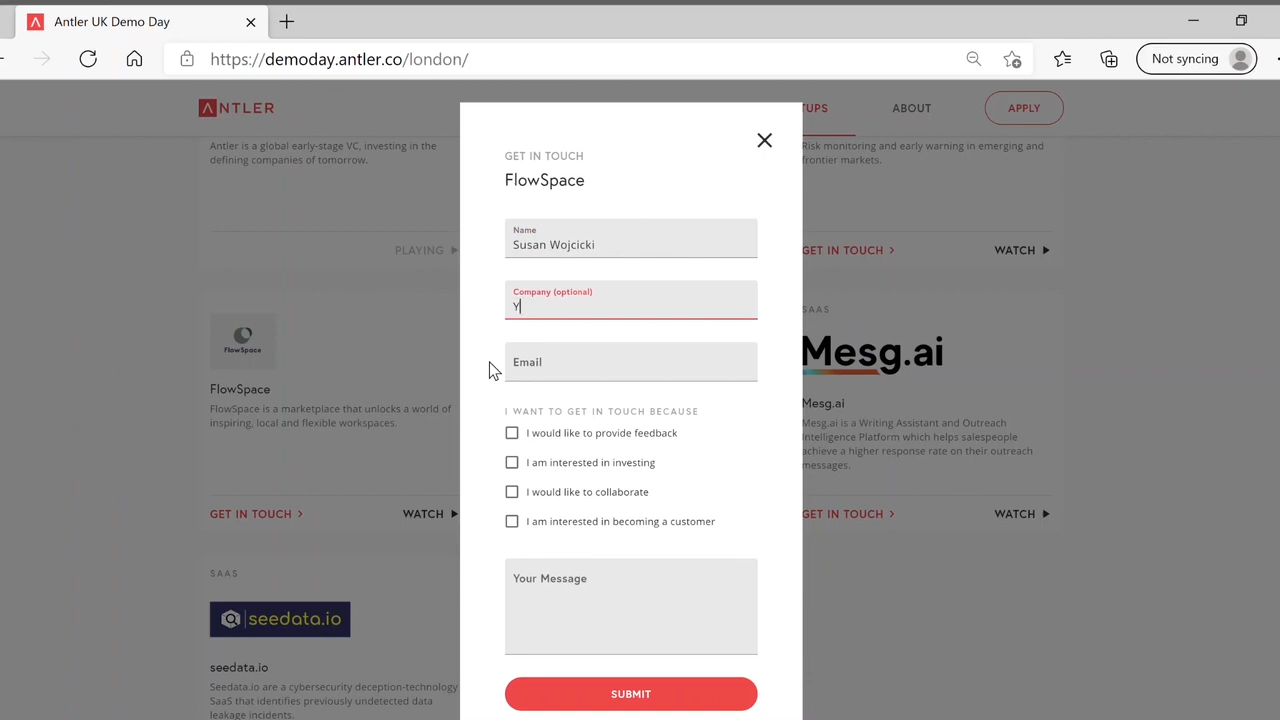 Antler UK Demo Day
https://demoday.antler.co/london/
Not syncing
ANTLER
TUPS
ABOUT
APPLY
Antler is a global early-stage VC, investing in the
defining companies of tomorrow.
PLAYING
Risk monitoring and early warning in emerging and
frontier markets.
GET IN TOUCH
WATCH
GET IN TOUCH
FlowSpace
Name
Susan Wojcicki
Company (optional)
Y
Email
I WANT TO GET IN TOUCH BECAUSE
I would like to provide feedback
I am interested in investing
I would like to collaborate
I am interested in becoming a customer
Your Message
SUBMIT
FlowSpace
FlowSpace
FlowSpace is a marketplace that unlocks a world of
inspiring, local and flexible workspaces.
GET IN TOUCH
WATCH
SAAS
Mesg.ai
Mesg.ai
Mesg.ai is a Writing Assistant and Outreach
Intelligence Platform which helps salespeople
achieve a higher response rate on their outreach
messages.
GET IN TOUCH
WATCH
SAAS
seedata.io
seedata.io
Seedata.io are a cybersecurity deception-technology
SaaS that identifies previously undetected data
leakage incidents.